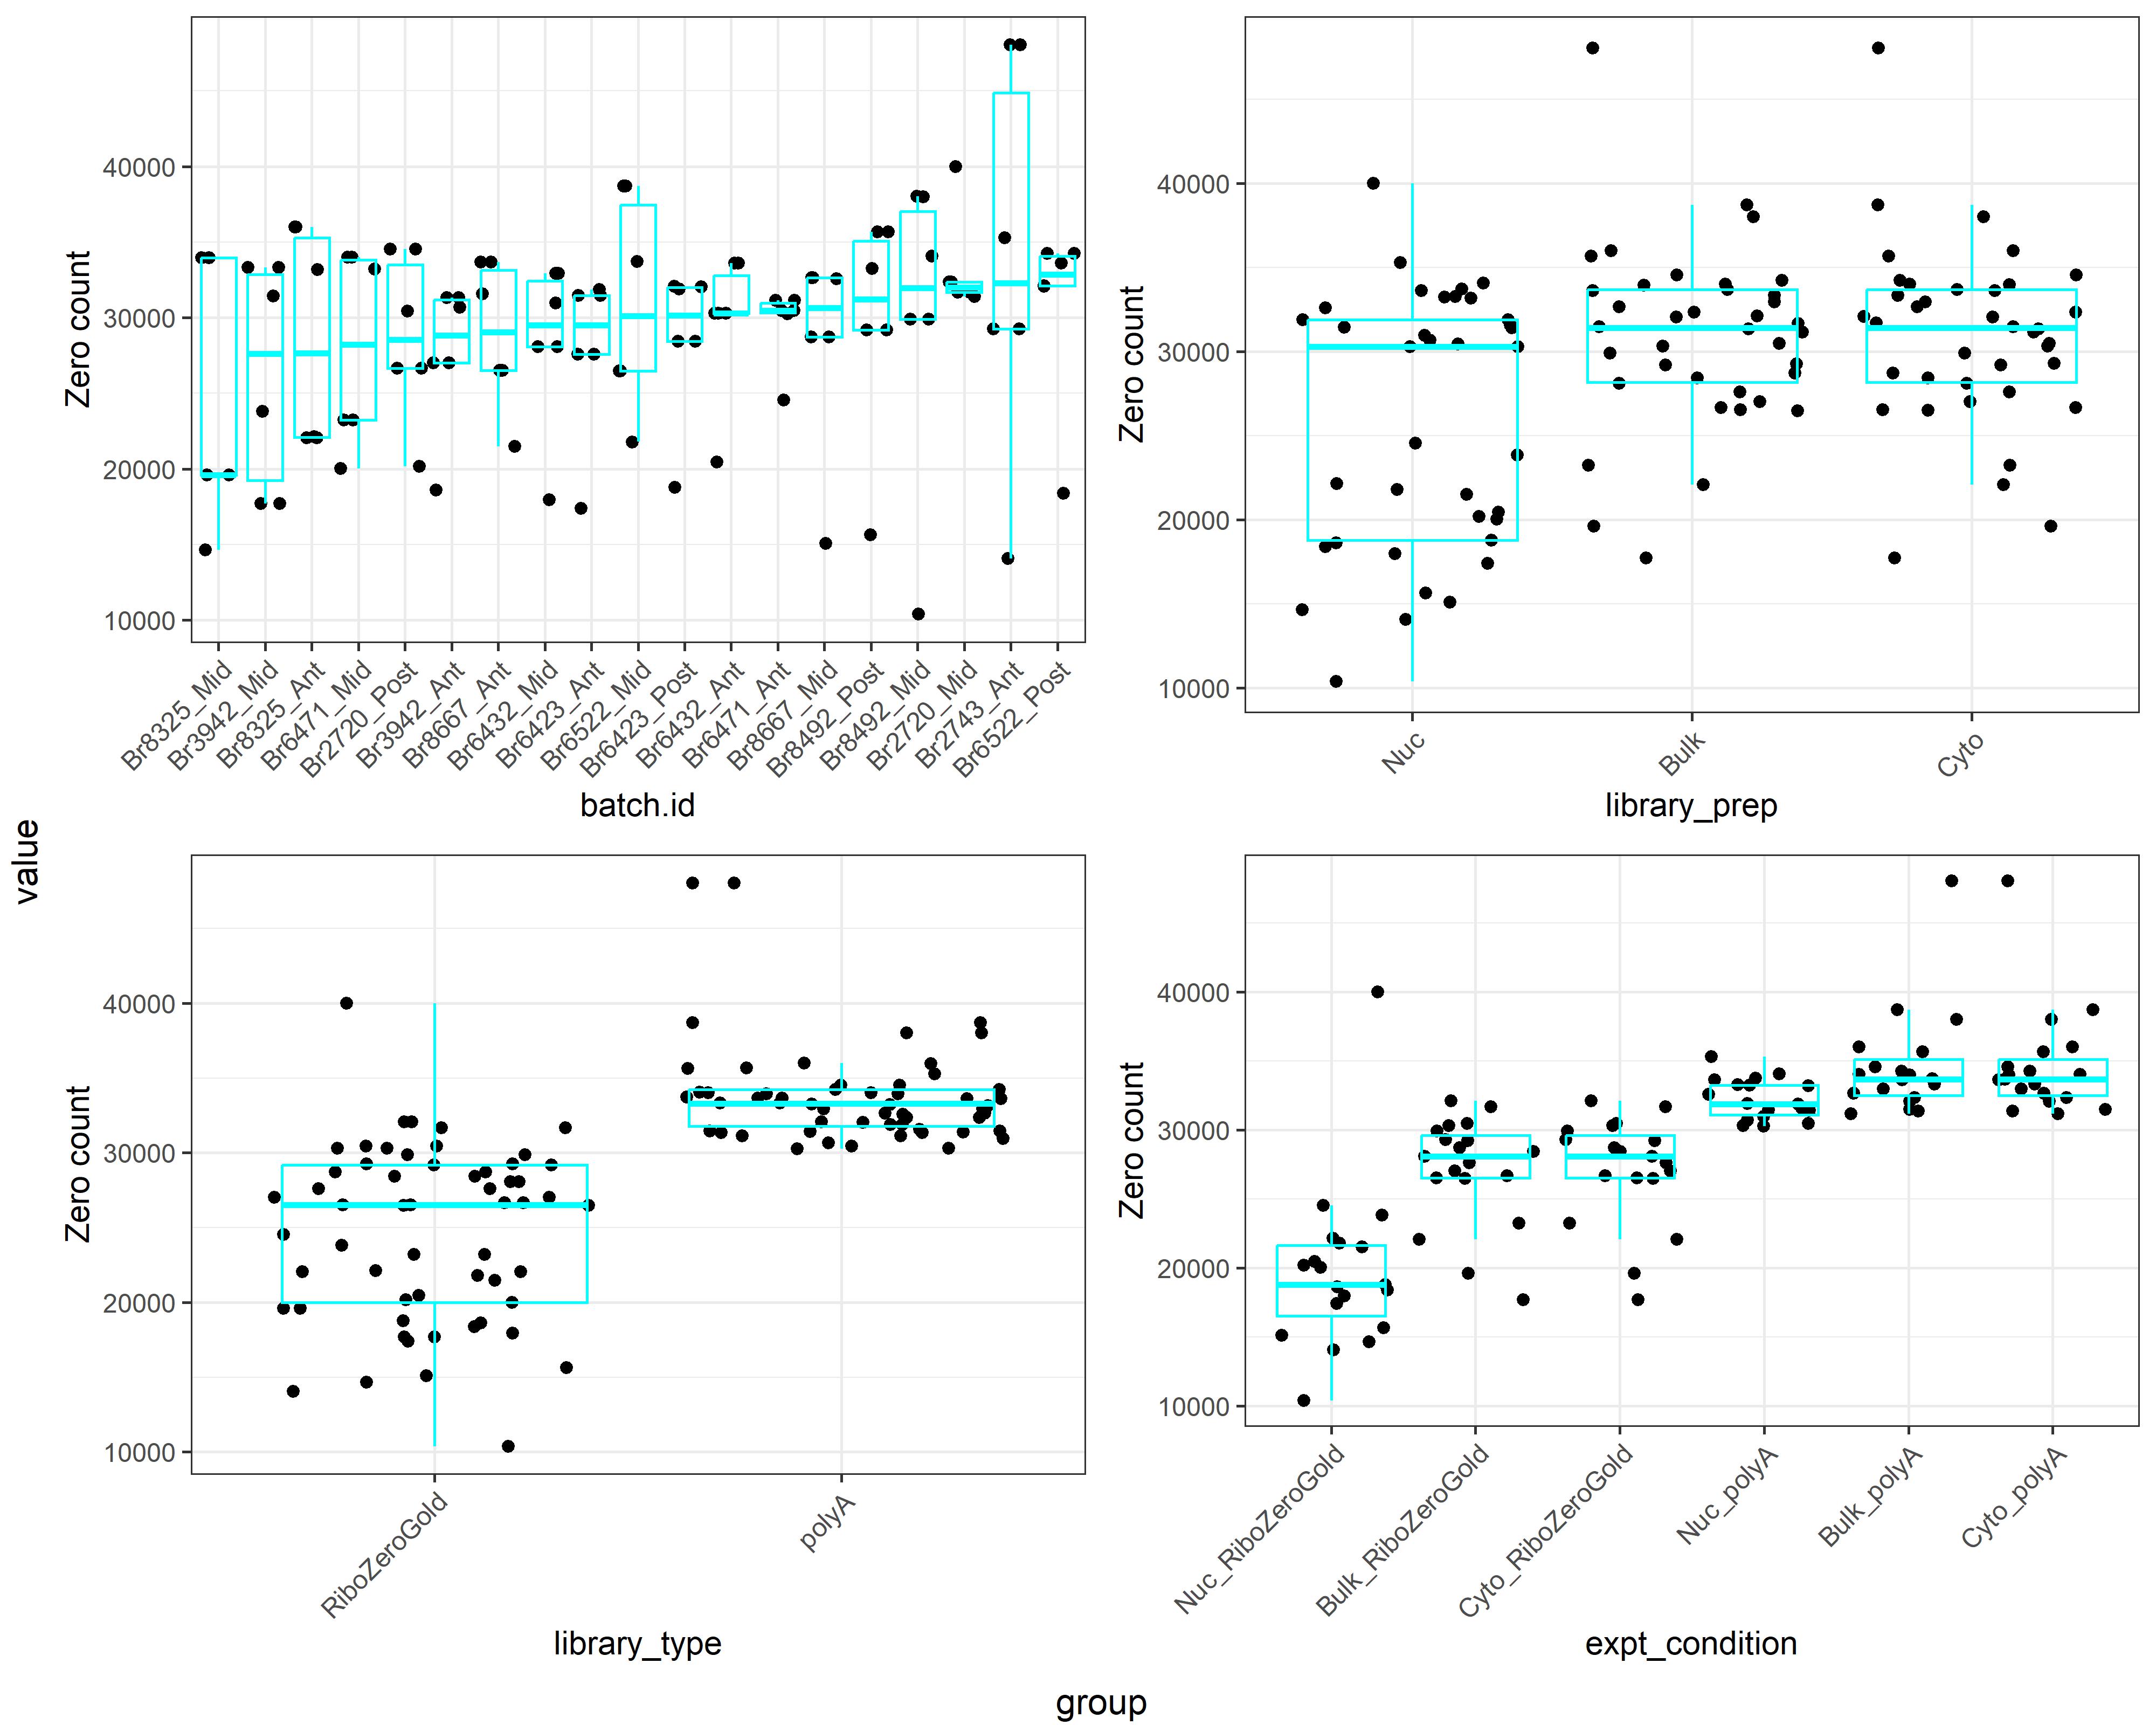 Zero count
40000
30000
20000
10000
Br8325_Mid
Br3942_Mid
Br8325_Ant
Br6471_Mid
Br2720_Post
Br3942_Ant
Br8667_Ant
Br6432_Mid
Br6423_Ant
Br6522_Mid
Br6423_Post
Br6432_Ant
Br6471_Ant
Br8667_Mid
Br8492_Post
Br8492_Mid
Br2720_Mid
Br2743_Ant
Br6522_Post
batch.id
Zero count
40000
30000
20000
10000
Nuc
Bulk
Cyto
library_prep
value
Zero count
40000
30000
20000
10000
RiboZeroGold
polyA
library_type
Zero count
40000
30000
20000
10000
Nuc_RiboZeroGold
Bulk_RiboZeroGold
Cyto_RiboZeroGold
Nuc_polyA
Bulk_polyA
Cyto_polyA
expt_condition
group